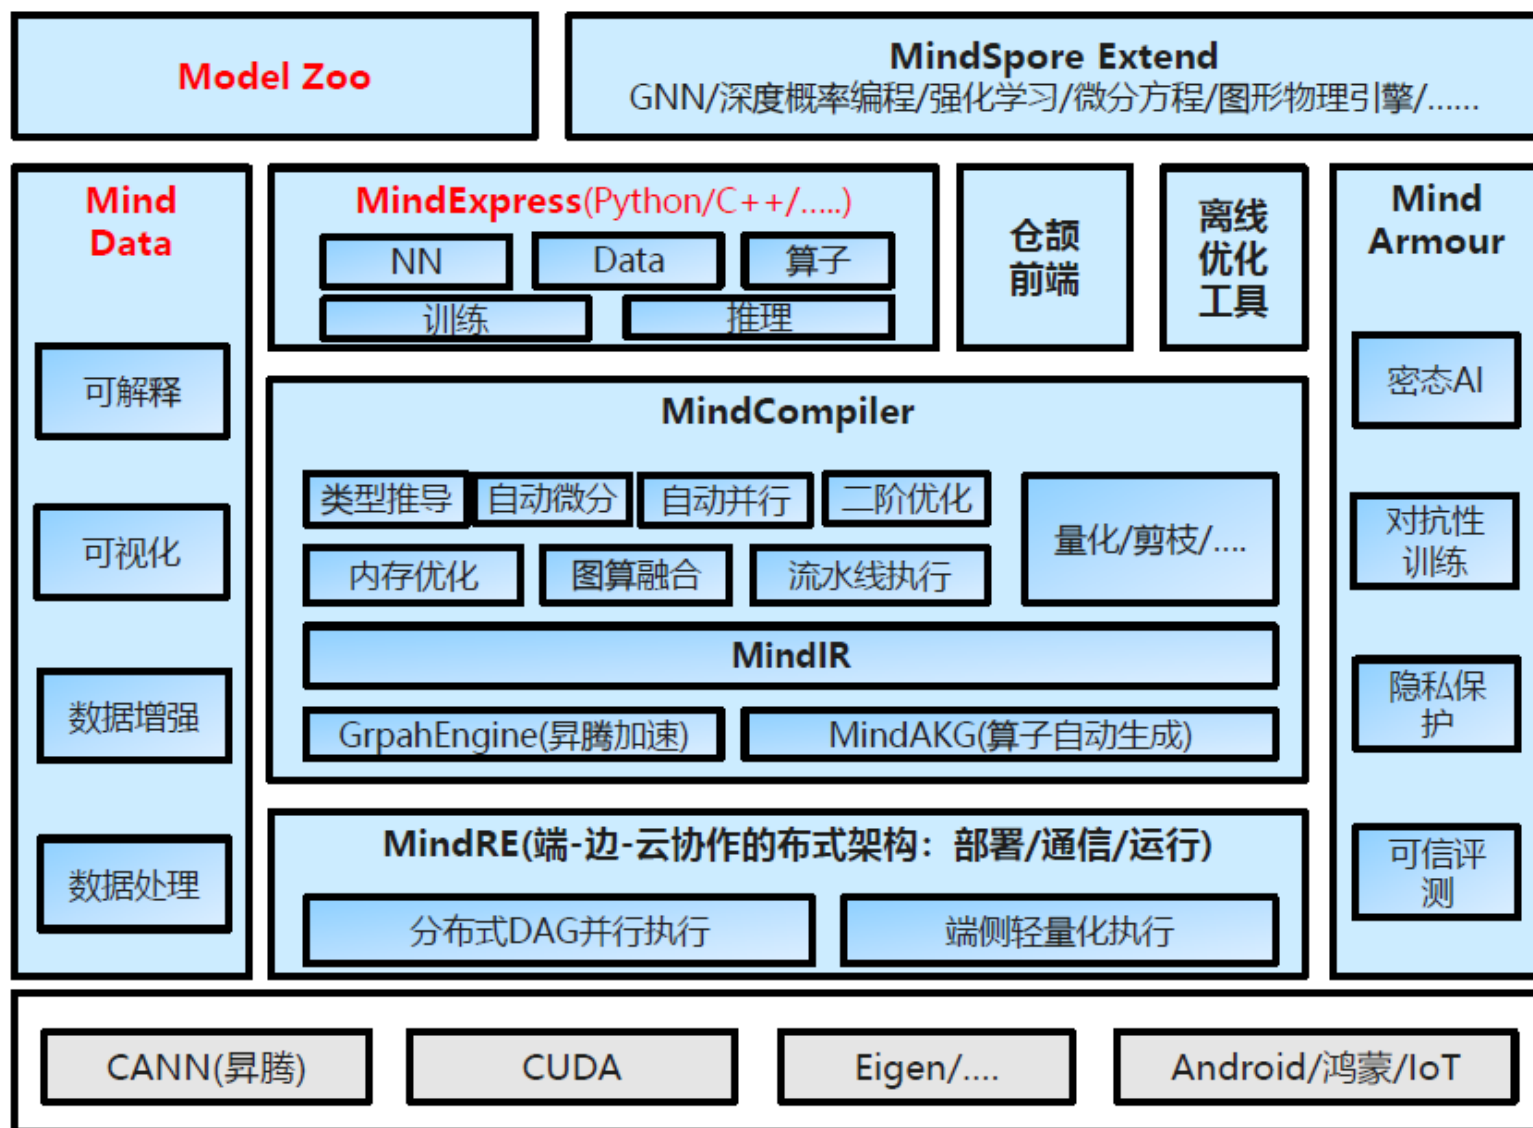 Model Zoo
MindSpore Extend
GNN/深度概率编程/强化学习/微分方程/图形物理引擎/......
Mind
Data
可解释
可视化
数据增强
数据处理
MindExpress(Python/C++/.....)
NN
Data
算子
训练
推理
仓颉
前端
离线
优化
工具
MindCompiler
类型推导
自动微分
自动并行
二阶优化
量化/剪枝/....
内存优化
图算融合
流水线执行
MindIR
GrpahEngine(昇腾加速)
MindAKG(算子自动生成)
MindRE(端-边-云协作的布式架构：部署/通信/运行)
分布式DAG并行执行
端侧轻量化执行
Mind
Armour
密态AI
对抗性
训练
隐私保
护
可信评
测
CANN(昇腾)
CUDA
Eigen/....
Android/鸿蒙/IoT